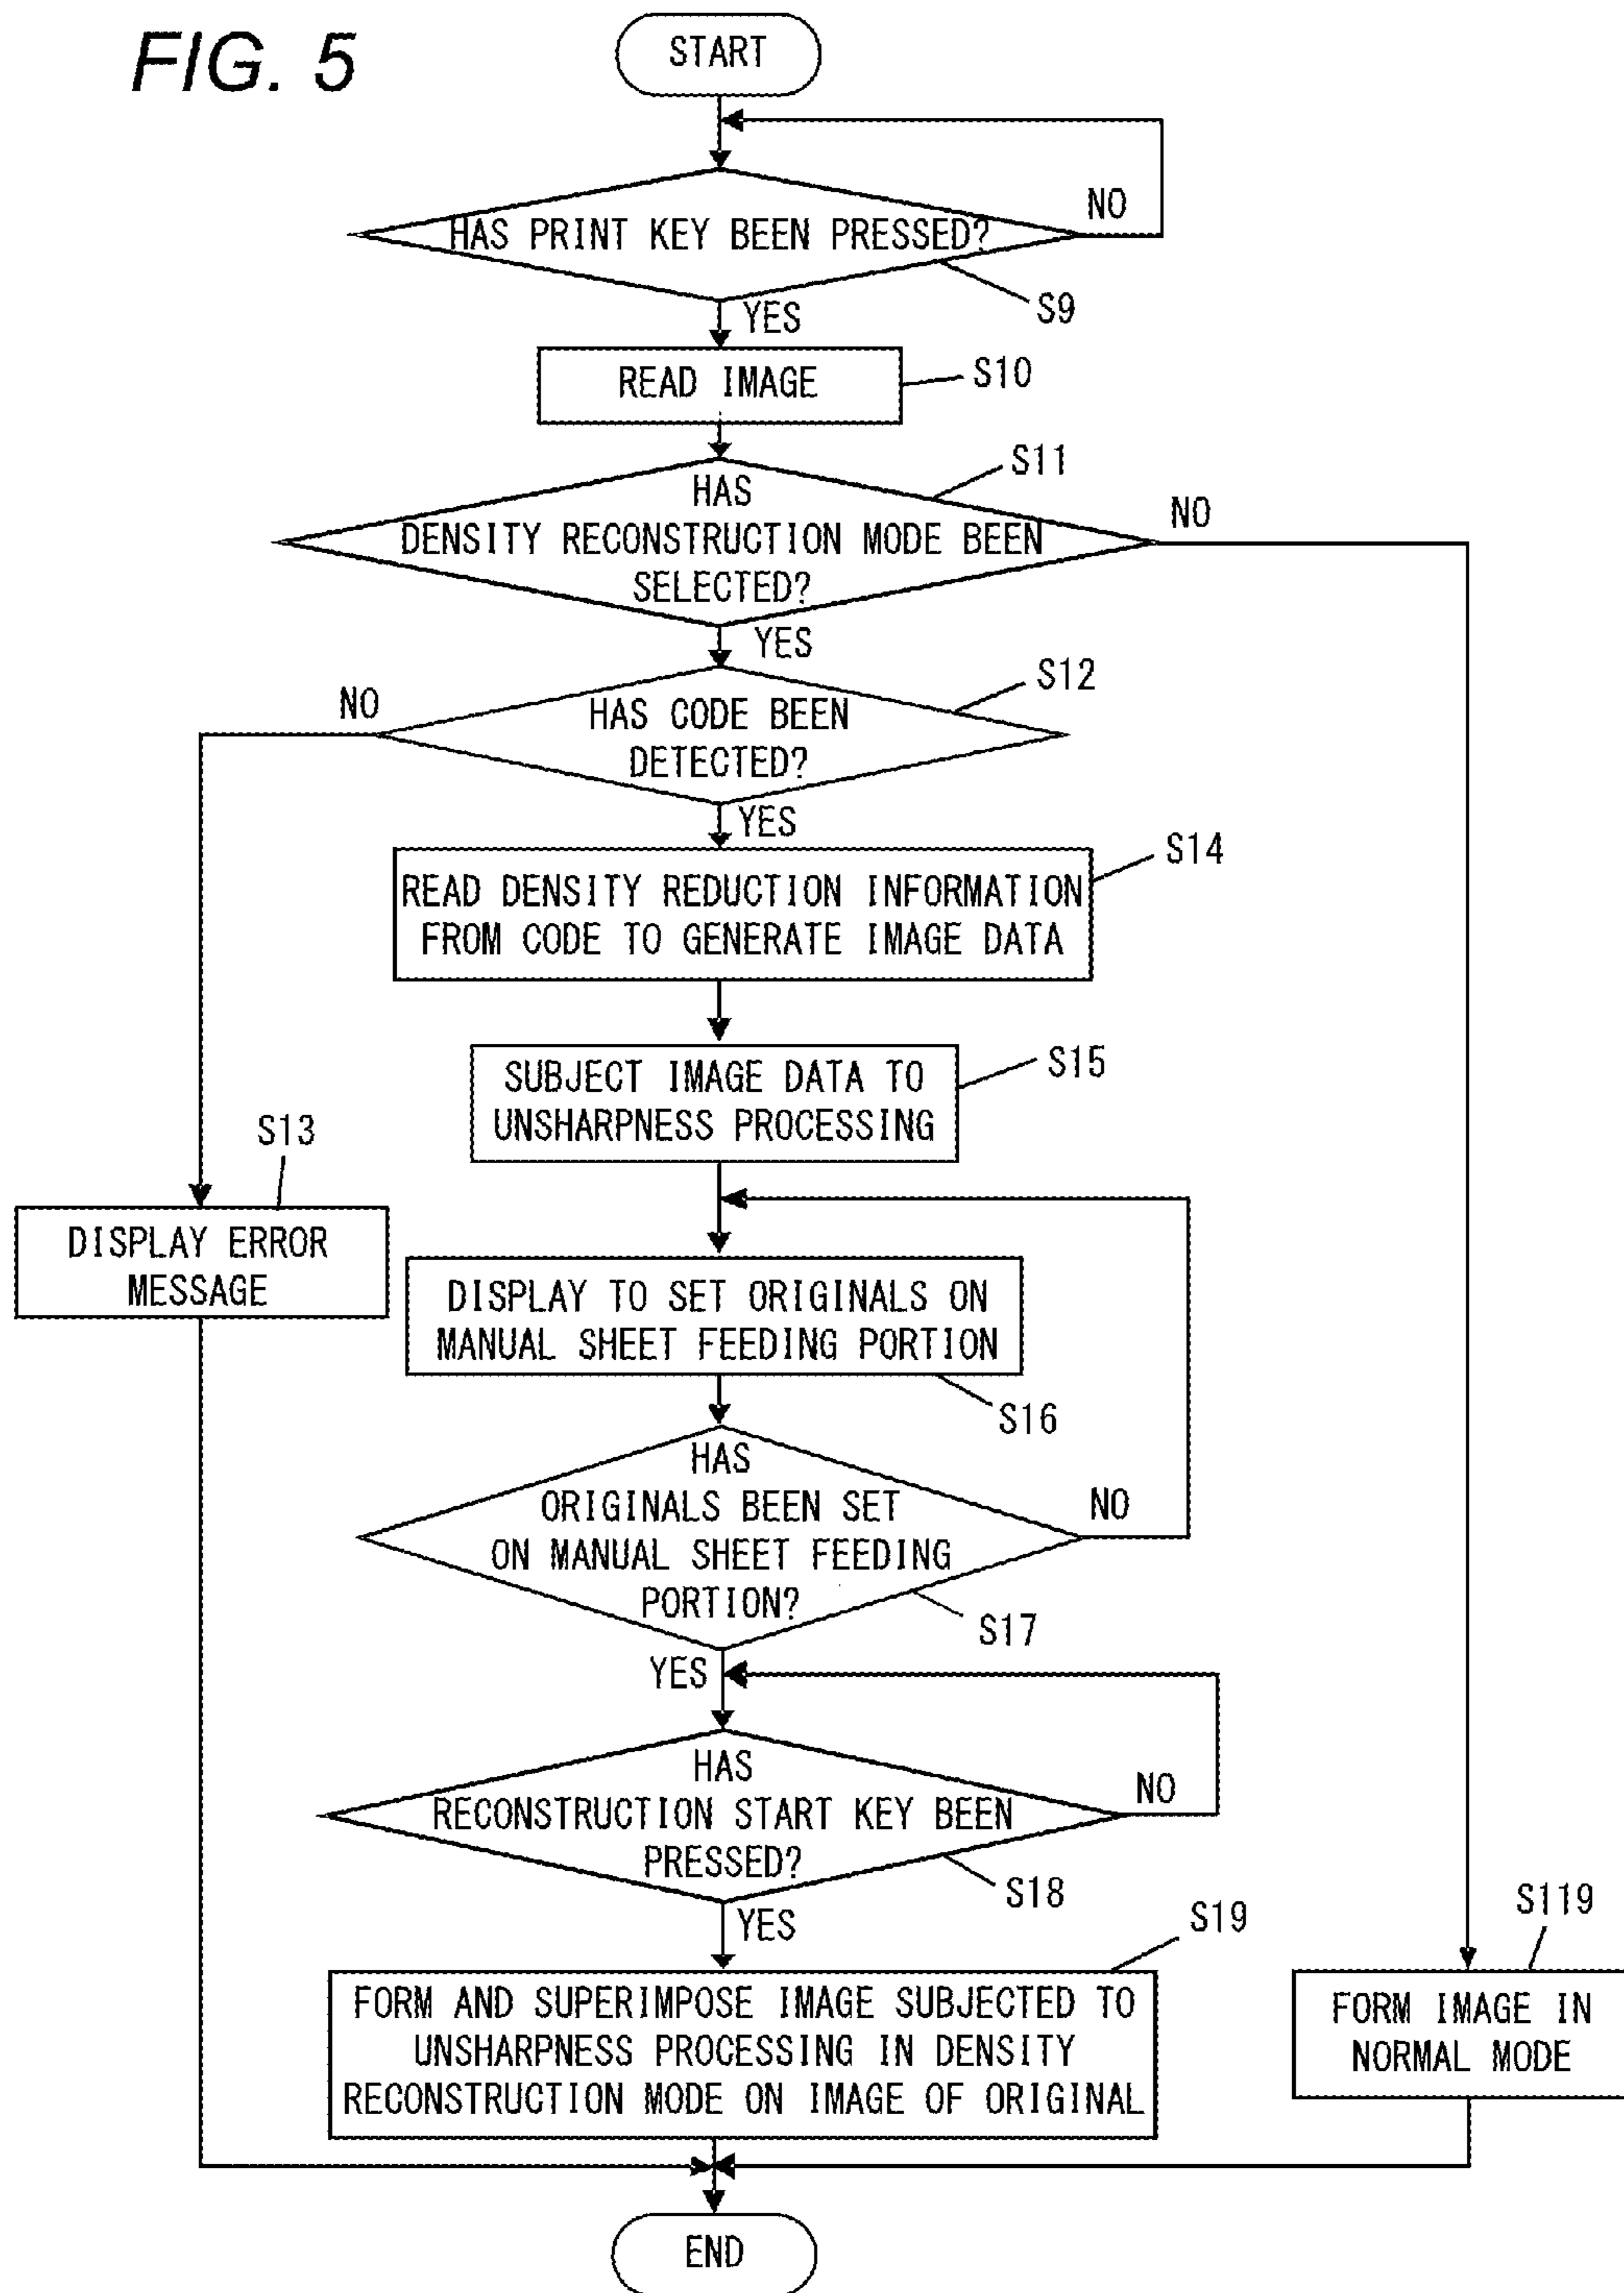 FIG. 5
START
HAS PRINT KEY BEEN PRESSED?
NO
S9
YES
READ IMAGE
S10
S11
HAS
DENSITY RECONSTRUCTION MODE BEEN
SELECTED?
NO
YES
S12
NO
HAS CODE BEEN
DETECTED?
YES
S14
READ DENSITY REDUCTION INFORMATION
FROM CODE TO GENERATE IMAGE DATA
S15
SUBJECT IMAGE DATA TO
UNSHARPNESS PROCESSING
S13
DISPLAY ERROR
MESSAGE
DISPLAY TO SET ORIGINALS ON
MANUAL SHEET FEEDING PORTION
S16
HAS
ORIGINALS BEEN SET
ON MANUAL SHEET FEEDING
PORTION?
NO
S17
YES
HAS
RECONSTRUCTION START KEY BEEN
PRESSED?
NO
S18
YES
S19
FORM AND SUPERIMPOSE IMAGE SUBJECTED TO
UNSHARPNESS PROCESSING IN DENSITY
RECONSTRUCTION MODE ON IMAGE OF ORIGINAL
S119
FORM IMAGE IN
NORMAL MODE
END